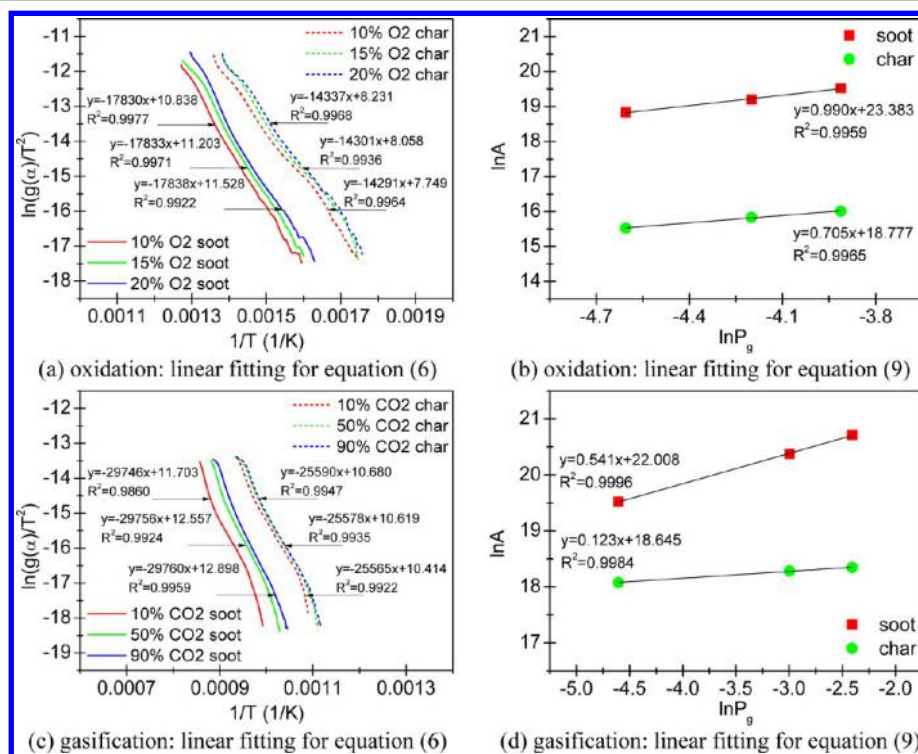 10% O2 char
15% O2 char
20% O2 char
y=-17830x+10.838
R²=0.9977
y=-14337x+8.231
R²=0.9968
y=-17833x+11.203
R²=0.9971
y=-14301x+8.058
R²=0.9936
y=-17838x+11.528
R²=0.9922
y=-14291x+7.749
R²=0.9964
10% O2 soot
15% O2 soot
20% O2 soot
ln(g(α)/T²)
-11
-12
-13
-14
-15
-16
-17
-18
0.0011 0.0013 0.0015 0.0017 0.0019
1/T (1/K)
(a) oxidation: linear fitting for equation (6)
soot
char
y=0.990x+23.383
R²=0.9959
y=0.705x+18.777
R²=0.9965
lnA
21
20
19
18
17
16
15
14
-4.7 -4.4 -4.1 -3.8
lnPg
(b) oxidation: linear fitting for equation (9)
10% CO2 char
50% CO2 char
90% CO2 char
y=-29746x+11.703
R²=0.9860
y=-25590x+10.680
R²=0.9947
y=-29756x+12.557
R²=0.9924
y=-25578x+10.619
R²=0.9935
y=-29760x+12.898
R²=0.9959
y=-25565x+10.414
R²=0.9922
10% CO2 soot
50% CO2 soot
90% CO2 soot
ln(g(α)/T²)
-12
-13
-14
-15
-16
-17
-18
-19
0.0007 0.0009 0.0011 0.0013
1/T (1/K)
(c) gasification: linear fitting for equation (6)
y=0.541x+22.008
R²=0.9996
y=0.123x+18.645
R²=0.9984
soot
char
lnA
21
20
19
18
17
-5.0 -4.5 -4.0 -3.5 -3.0 -2.5 -2.0
lnPg
(d) gasification: linear fitting for equation (9)